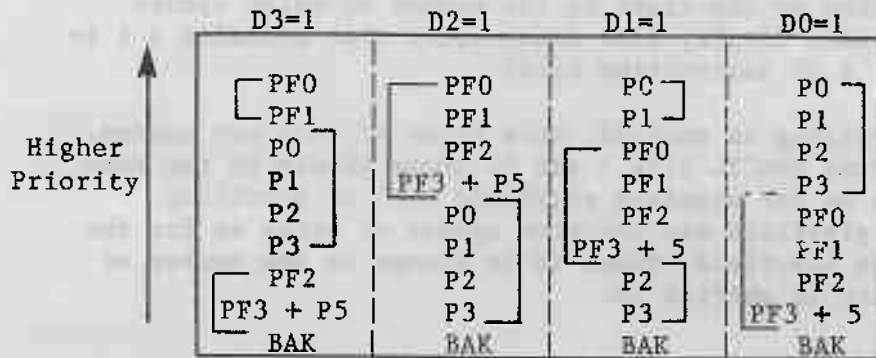 D3=1 D2=1 D1=1 D0=1
PF0 PF0 P0 P0
PF1 PF1 P1 P1
P0 PF2 PF0 P2
Higher
Priority
P1 PF3 + P5 PF1 P3
P2 P0 PF2 PF0
P3 P1 PF3 + 5 PF1
PF2 P2 P2 PF2
PF3 + P5 P3 P3 PF3 + 5
BAK BAK BAK BAK